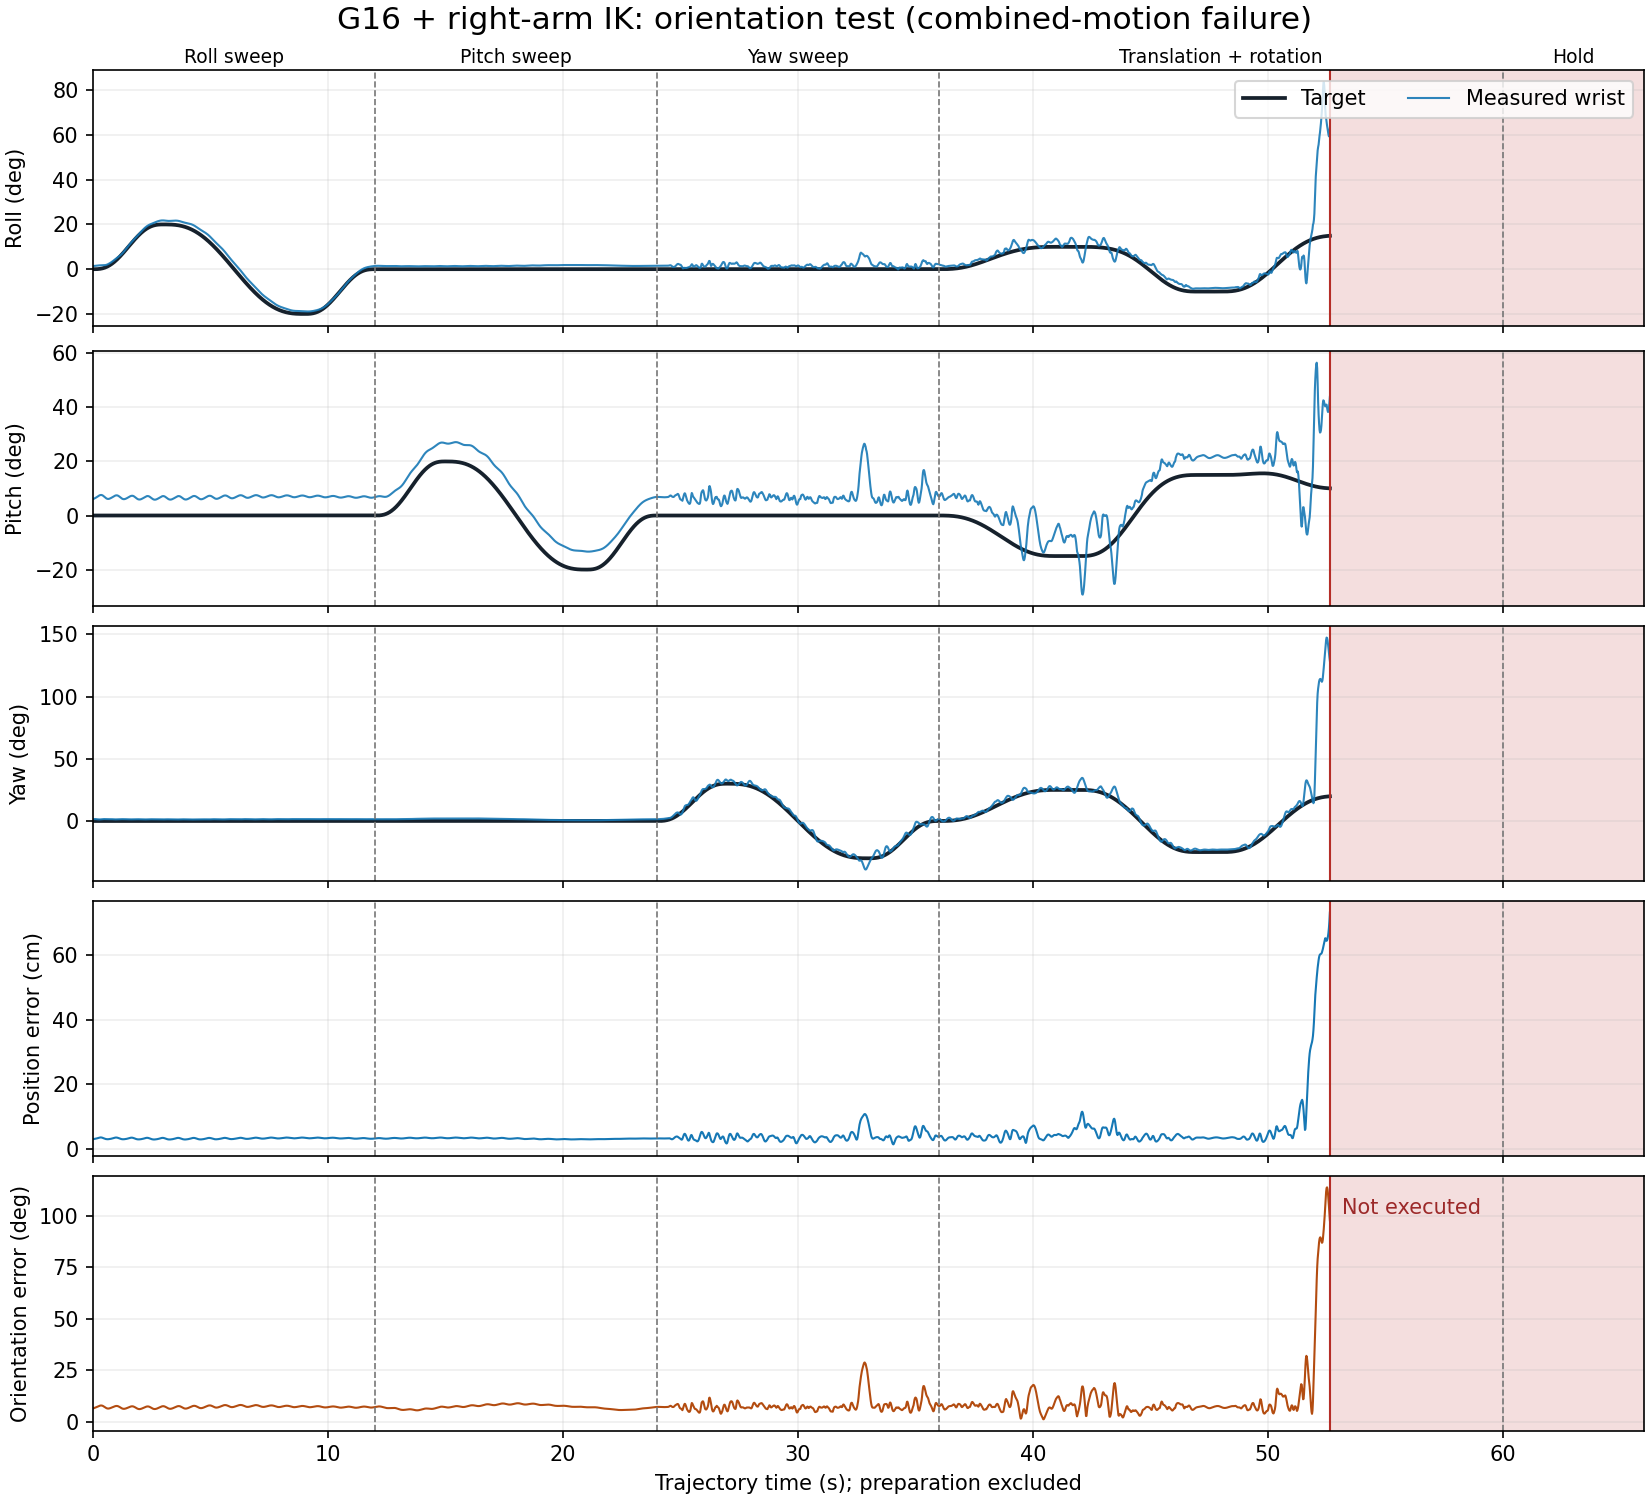 G16 + right-arm IK: orientation test (combined-motion failure)
Roll sweep
Pitch sweep
Yaw sweep
Translation + rotation
Hold
Target
Measured wrist
Roll (deg)
80
60
40
20
0
−20
Pitch (deg)
60
40
20
0
−20
Yaw (deg)
150
100
50
0
Position error (cm)
60
40
20
0
Orientation error (deg)
100
75
50
25
0
Not executed
0 10 20 30 40 50 60
Trajectory time (s); preparation excluded